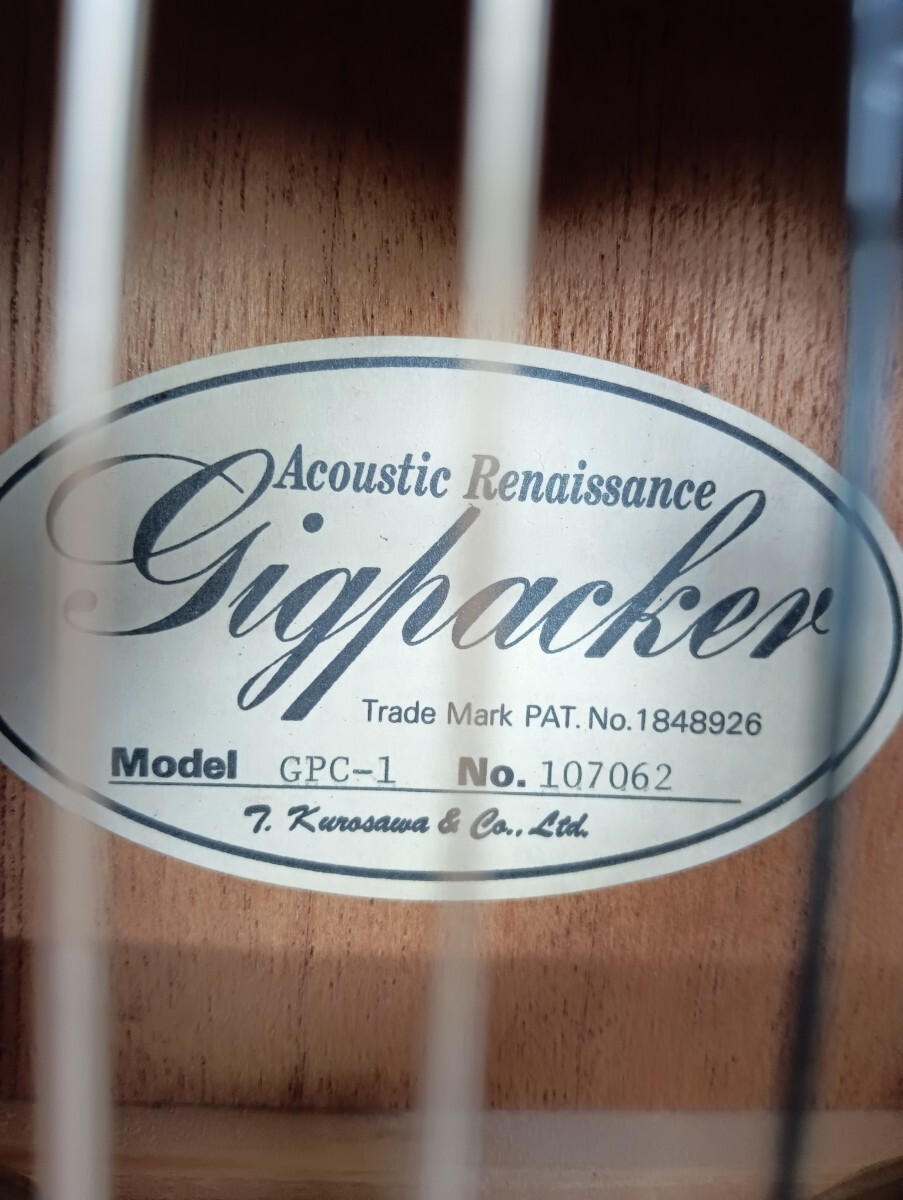 Acoustic Renaissance
Gigpacker
Trade Mark PAT. No. 1848926
Model GPC-1 No. 107062
T. Kurosawa & Co., Ltd.